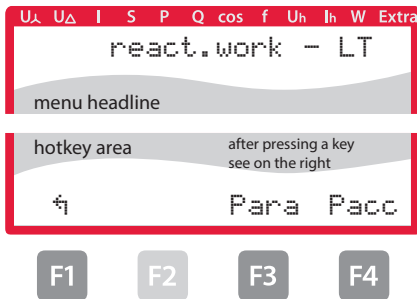 U⅄ U△ I S P Q cos f Uh Ih W Extra
react.work - LT
menu headline
hotkey area
after pressing a key
see on the right
↰ Para Pacc
F1 F2 F3 F4